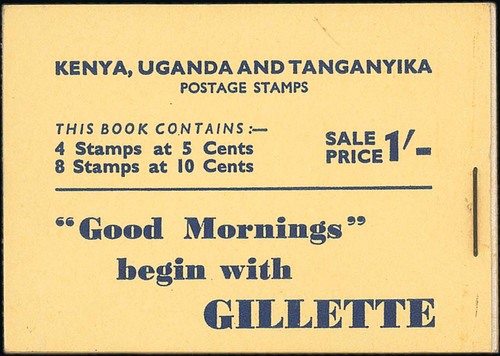 KENYA, UGANDA AND TANGANYIKA
POSTAGE STAMPS
THIS BOOK CONTAINS:—
4 Stamps at 5 Cents
8 Stamps at 10 Cents
SALE PRICE 1/-
"Good Mornings"
begin with
GILLETTE